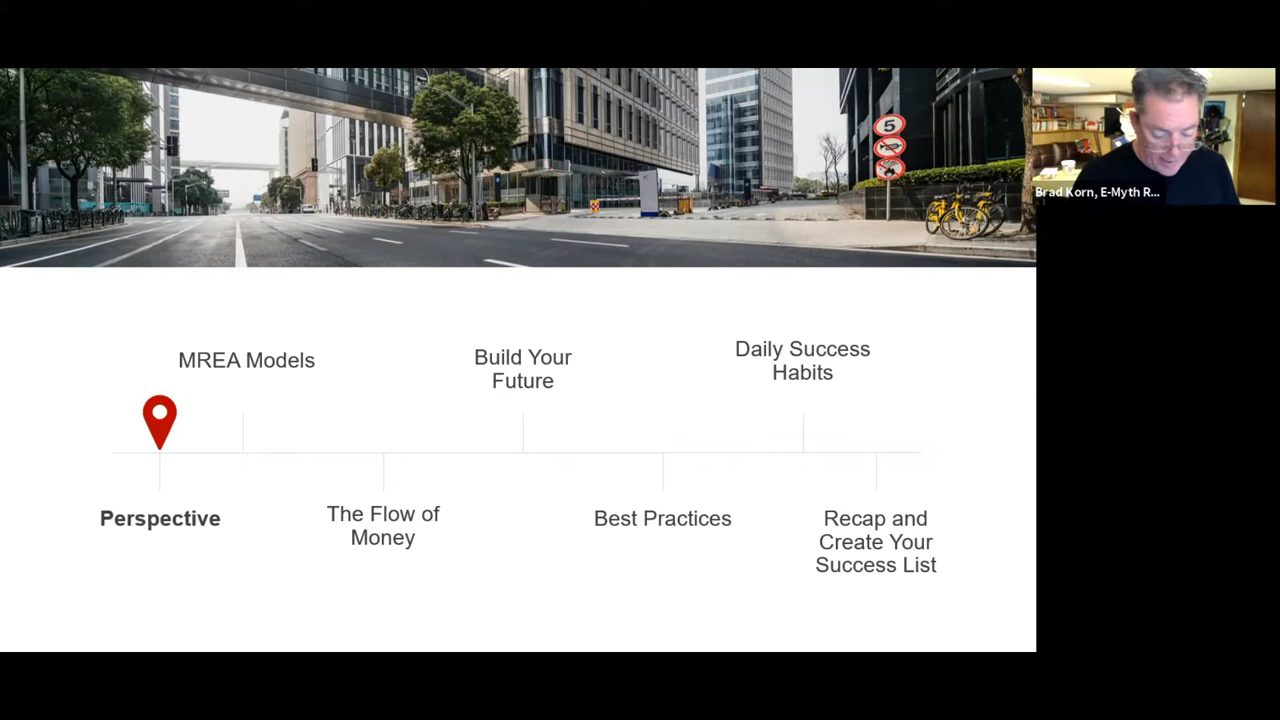 5
Brad Korn, E-Myth R...
MREA Models
Build Your
Future
Daily Success
Habits
Perspective
The Flow of
Money
Best Practices
Recap and
Create Your
Success List